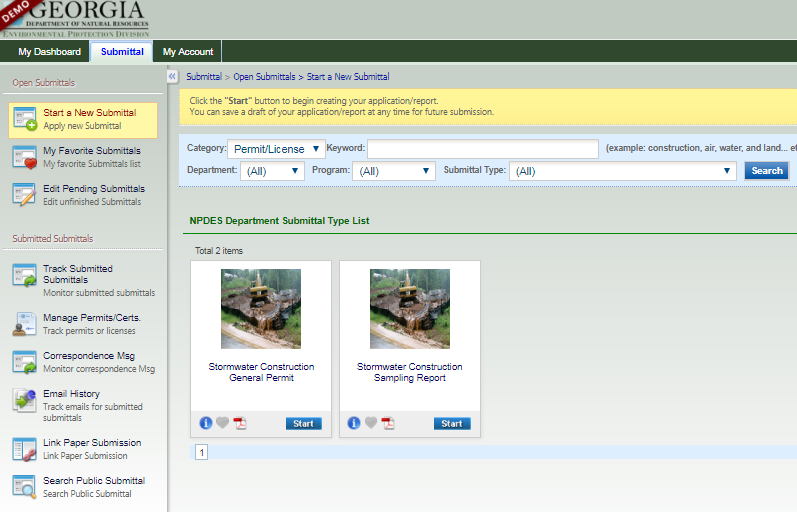 DEMO
GEORGIA
DEPARTMENT OF NATURAL RESOURCES
ENVIRONMENTAL PROTECTION DIVISION
My Dashboard
Submittal
My Account
Open Submittals
Start a New Submittal
Apply new Submittal
My Favorite Submittals
My favorite Submittals list
Edit Pending Submittals
Edit unfinished Submittals
Submitted Submittals
Track Submitted
Submittals
Monitor submitted submittals
Manage Permits/Certs.
Track permits or licenses
Correspondence Msg
Monitor correspondence Msg
Email History
Track emails for submitted
submittals
Link Paper Submission
Link Paper Submission
Search Public Submittal
Search Public Submittal
«
Submittal > Open Submittals > Start a New Submittal
Click the "Start" button to begin creating your application/report.
You can save a draft of your application/report at any time for future submission.
Category: Permit/License Keyword: (example: construction, air, water, and land... et
Department: (All) Program: (All) Submittal Type: (All) Search
NPDES Department Submittal Type List
Total 2 items
Stormwater Construction
General Permit
Start
Stormwater Construction
Sampling Report
Start
1